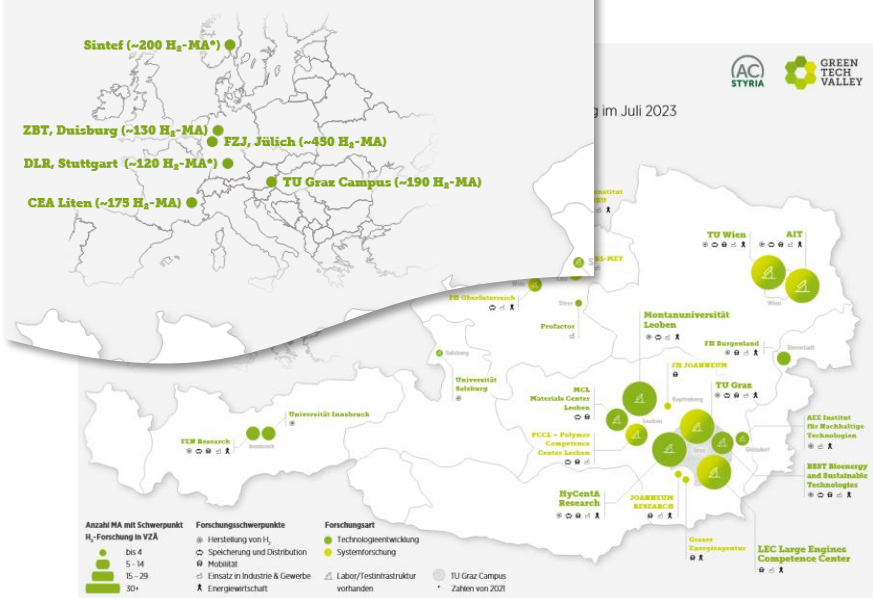 Sintef (~200 H₂-MA*)
ZBT, Duisburg (~130 H₂-MA)
FZJ, Jülich (~450 H₂-MA)
DLR, Stuttgart (~120 H₂-MA*)
TU Graz Campus (~190 H₂-MA)
CEA Liten (~175 H₂-MA)
AC
STYRIA
GREEN
TECH
VALLEY
im Juli 2023
TU Wien
AIT
Wien
FH Oberösterreich
Steyr
Profactor
Montanuniversität
Leoben
FH Burgenland
Eisenstadt
Salzburg
Universität
Salzburg
FH JOANNEUM
Kapfenberg
TU Graz
MCL
Materials Center
Leoben
Leoben
Universität Innsbruck
FEN Research
Innsbruck
PCCL – Polymer
Competence
Center Leoben
Graz
Gleisdorf
AEE Institut
für Nachhaltige
Technologien
BEST Bioenergy
and Sustainable
Technologies
HyCentA
Research
JOANNEUM
RESEARCH
Grazer
Energieagentur
LEC Large Engines
Competence Center
Anzahl MA mit Schwerpunkt
H₂-Forschung in VZÄ
bis 4
5 - 14
15 - 29
30+
Forschungsschwerpunkte
Herstellung von H₂
Speicherung und Distribution
Mobilität
Einsatz in Industrie & Gewerbe
Energiewirtschaft
Forschungsart
Technologieentwicklung
Systemforschung
Labor/Testinfrastruktur
vorhanden
TU Graz Campus
* Zahlen von 2021